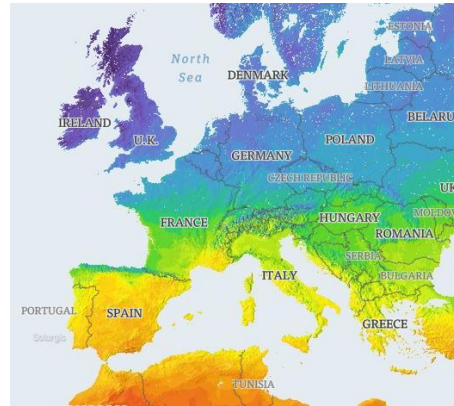 ESTONIA
North
Sea
LATVIA
DENMARK
LITHUANIA
IRELAND
BELARU
U.K.
POLAND
GERMANY
CZECH REPUBLIC
UK
FRANCE
HUNGARY
MOLDOV
ROMANIA
SERBIA
ITALY
BULGARIA
PORTUGAL
SPAIN
GREECE
Solargis
TUNISIA